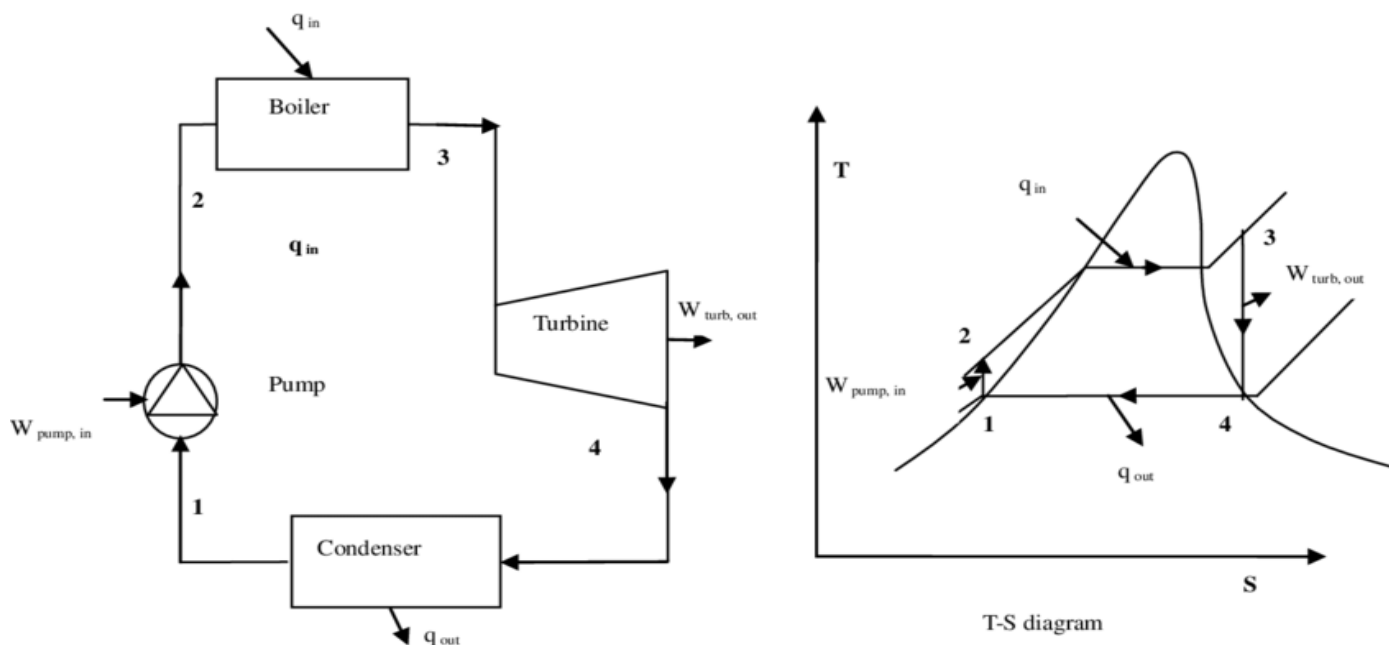 q in
Boiler
3
2
q in
W turb, out
Turbine
Pump
W pump, in
4
1
Condenser
q out
T
q in
3
W turb, out
2
W pump, in
1
4
q out
S
T-S diagram